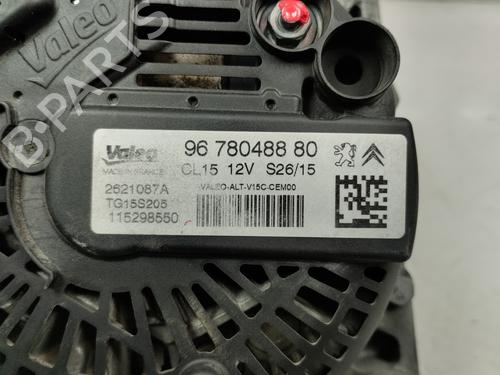 Valeo
B-PARTS
Valeo 96 780488 80
MADE IN FRANCE CL15 12V S26/15
2621087A VALEO-ALT-V15C-CEM00
TG15S205
115298550